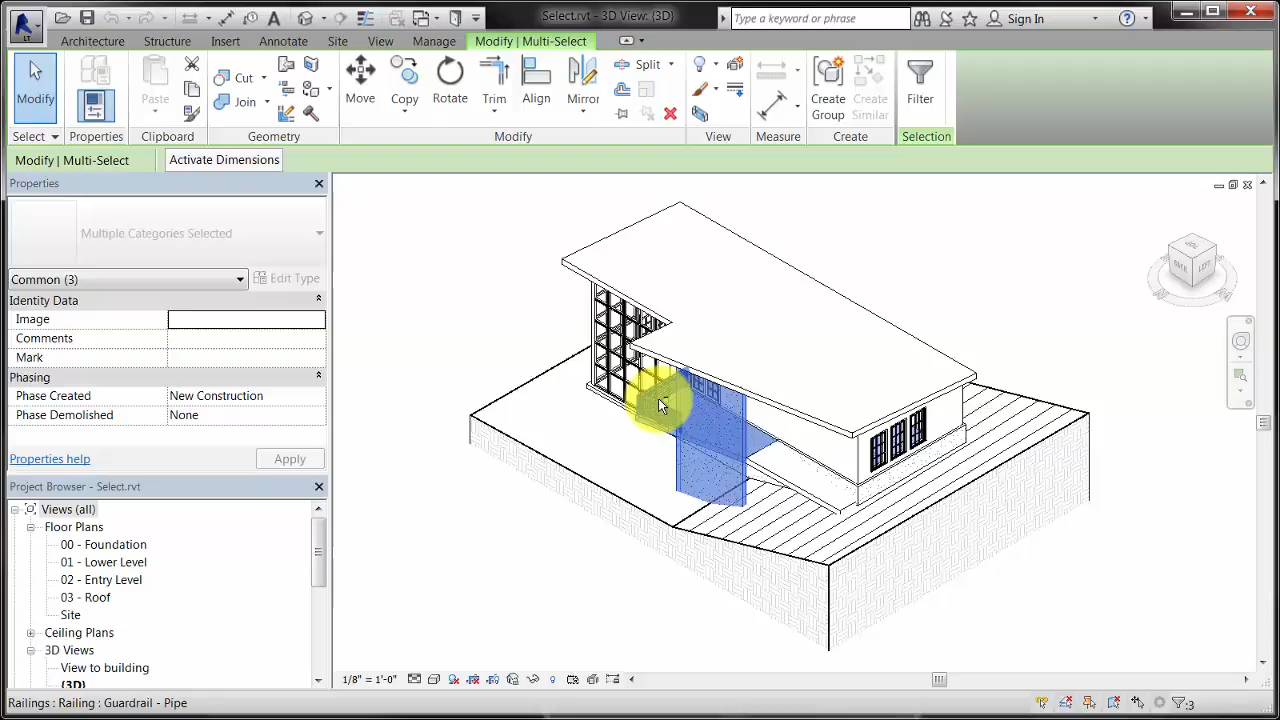 Select.rvt - 3D View: {3D}
Type a keyword or phrase
Sign In
LT
Architecture Structure Insert Annotate Site View Manage Modify | Multi-Select
Modify Paste Cut Join Move Copy Rotate Trim Align Mirror Split Create Group Create Similar Filter
Select Properties Clipboard Geometry Modify View Measure Create Selection
Modify | Multi-Select Activate Dimensions
Properties
Multiple Categories Selected
Common (3) Edit Type
Identity Data
Image
Comments
Mark
Phasing
Phase Created New Construction
Phase Demolished None
Properties help Apply
Project Browser - Select.rvt
Views (all)
Floor Plans
00 - Foundation
01 - Lower Level
02 - Entry Level
03 - Roof
Site
Ceiling Plans
3D Views
View to building
{3D}
1/8" = 1'-0"
Railings : Railing : Guardrail - Pipe
:3